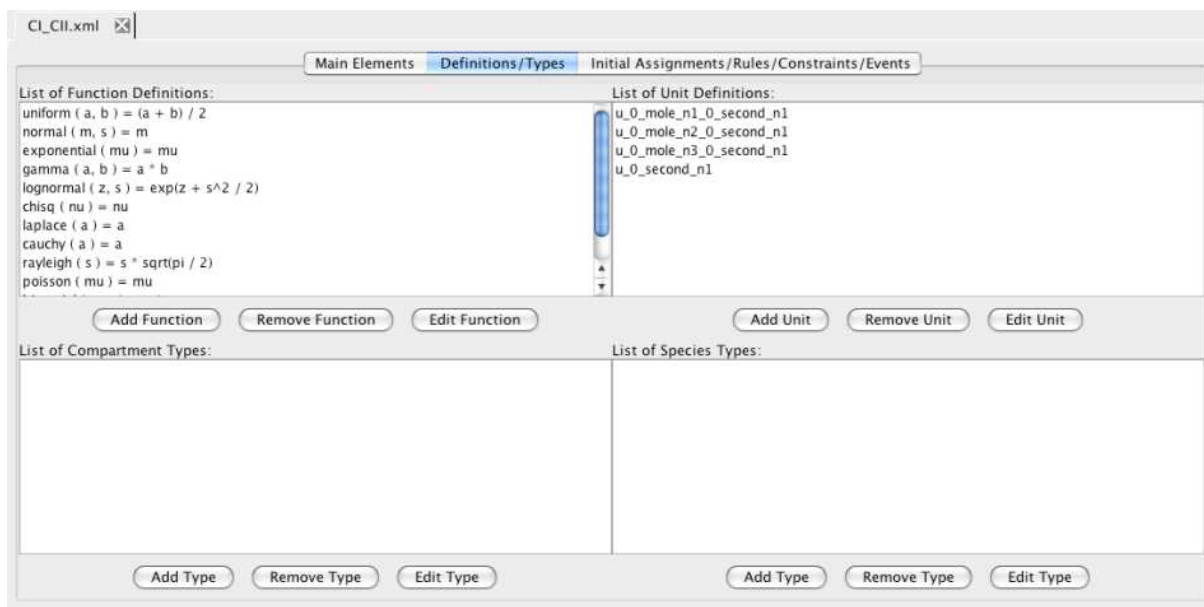 CI_CII.xml
Main Elements Definitions/Types Initial Assignments/Rules/Constraints/Events
List of Function Definitions:
uniform ( a, b ) = (a + b) / 2
normal ( m, s ) = m
exponential ( mu ) = mu
gamma ( a, b ) = a * b
lognormal ( z, s ) = exp(z + s^2 / 2)
chisq ( nu ) = nu
laplace ( a ) = a
cauchy ( a ) = a
rayleigh ( s ) = s * sqrt(pi / 2)
poisson ( mu ) = mu
Add Function Remove Function Edit Function
List of Unit Definitions:
u_0_mole_n1_0_second_n1
u_0_mole_n2_0_second_n1
u_0_mole_n3_0_second_n1
u_0_second_n1
Add Unit Remove Unit Edit Unit
List of Compartment Types:
Add Type Remove Type Edit Type
List of Species Types:
Add Type Remove Type Edit Type